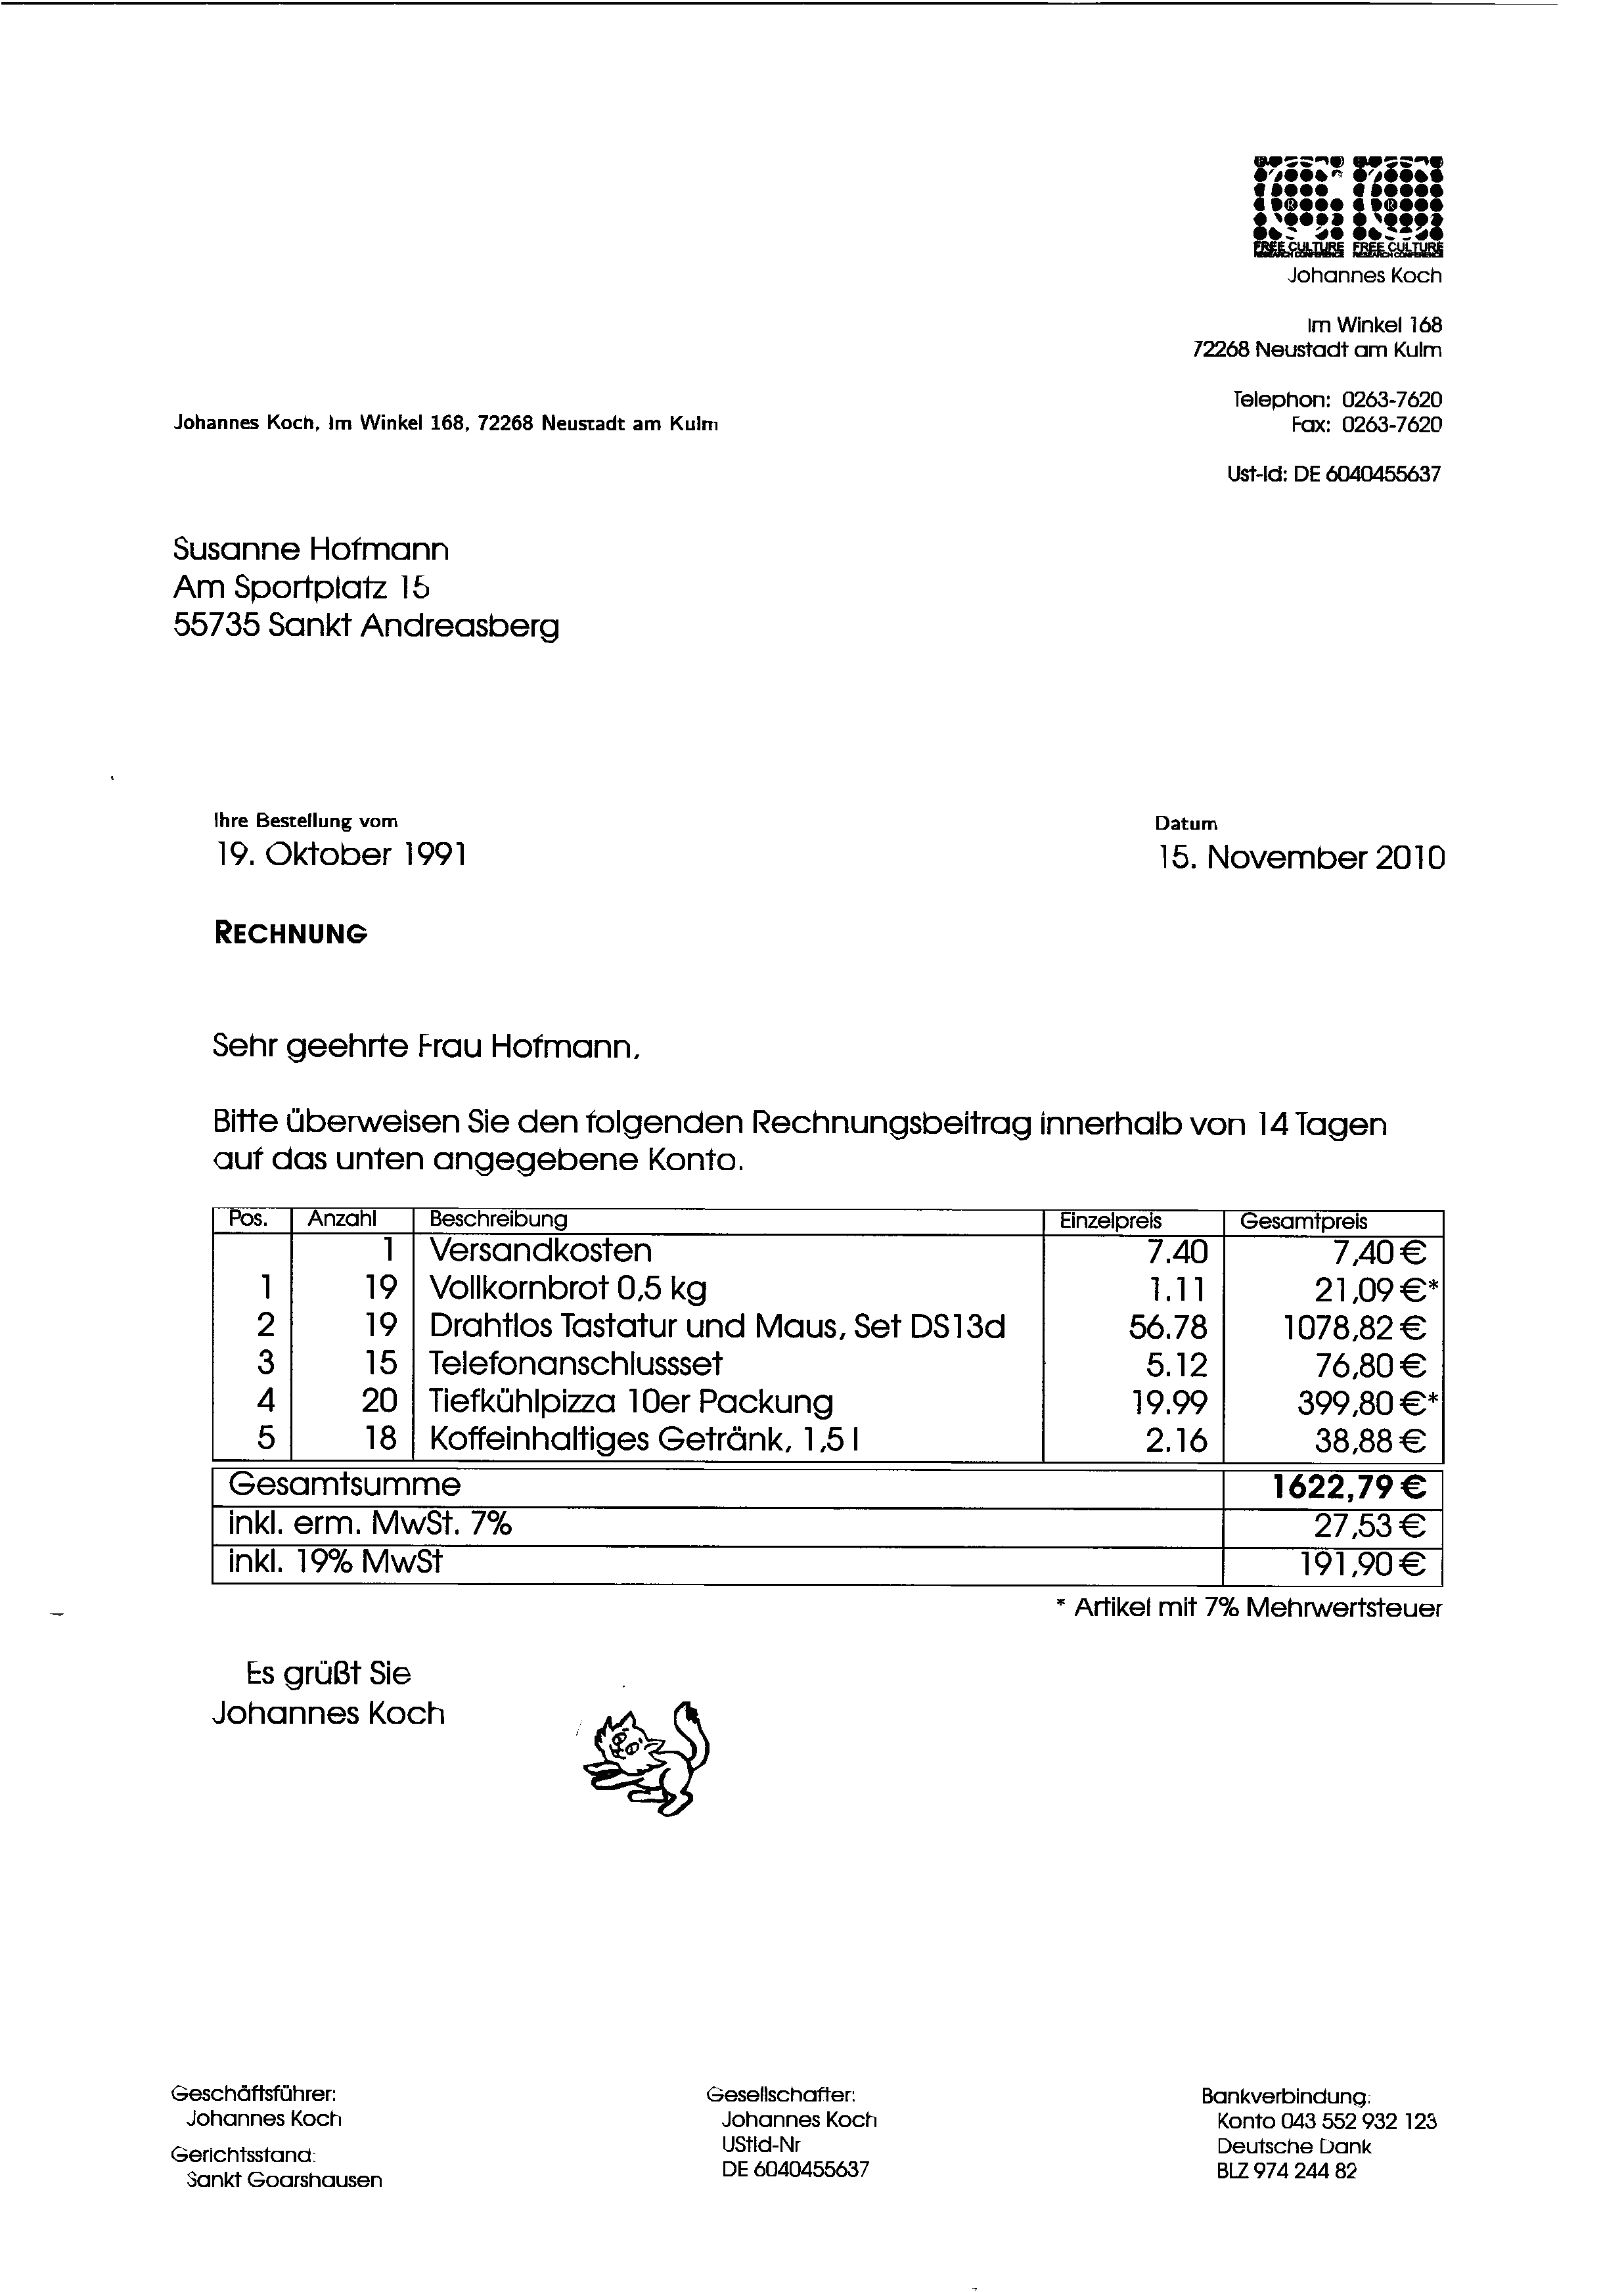 FREE CULTURE FREE CULTURE
RESEARCH CONFERENCE RESEARCH CONFERENCE
Johannes Koch
Im Winkel 168
72268 Neustadt am Kulm
Telephon: 0263-7620
Fax: 0263-7620
Ust-Id: DE 6040455637
Johannes Koch, Im Winkel 168, 72268 Neustadt am Kulm
Susanne Hofmann
Am Sportplatz 15
55735 Sankt Andreasberg
Ihre Bestellung vom Datum
19. Oktober 1991 15. November 2010
RECHNUNG
Sehr geehrte Frau Hofmann,
Bitte überweisen Sie den folgenden Rechnungsbeitrag innerhalb von 14 Tagen
auf das unten angegebene Konto.
Pos. Anzahl Beschreibung Einzelpreis Gesamtpreis
1 Versandkosten 7.40 7,40 €
1 19 Vollkornbrot 0,5 kg 1.11 21,09 €*
2 19 Drahtlos Tastatur und Maus, Set DS13d 56.78 1078,82 €
3 15 Telefonanschlussset 5.12 76,80 €
4 20 Tiefkühlpizza 10er Packung 19.99 399,80 €*
5 18 Koffeinhaltiges Getränk, 1,5 l 2.16 38,88 €
Gesamtsumme 1622,79 €
inkl. erm. MwSt. 7% 27,53 €
inkl. 19% MwSt 191,90 €
* Artikel mit 7% Mehrwertsteuer
Es grüßt Sie
Johannes Koch
Geschäftsführer:
Johannes Koch
Gerichtsstand:
Sankt Goarshausen
Gesellschafter:
Johannes Koch
UStId-Nr
DE 6040455637
Bankverbindung:
Konto 043 552 932 123
Deutsche Dank
BLZ 974 244 82